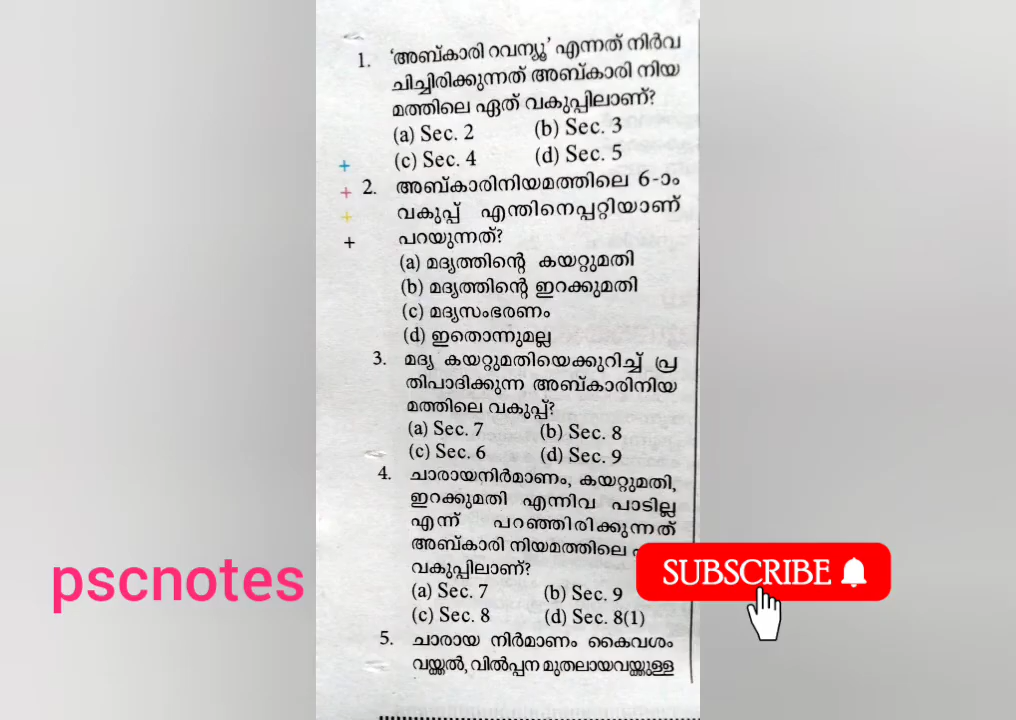 1. ‘അബ്കാരി റവന്യൂ’ എന്നത് നിർവ
ചിച്ചിരിക്കുന്നത് അബ്കാരി നിയ
മത്തിലെ ഏത് വകുപ്പിലാണ്?
(a) Sec. 2 (b) Sec. 3
(c) Sec. 4 (d) Sec. 5
2. അബ്കാരിനിയമത്തിലെ 6-ാം
വകുപ്പ് എന്തിനെപ്പറ്റിയാണ്
പറയുന്നത്?
(a) മദ്യത്തിന്റെ കയറ്റുമതി
(b) മദ്യത്തിന്റെ ഇറക്കുമതി
(c) മദ്യസംഭരണം
(d) ഇതൊന്നുമല്ല
3. മദ്യ കയറ്റുമതിയെക്കുറിച്ച് പ്ര
തിപാദിക്കുന്ന അബ്കാരിനിയ
മത്തിലെ വകുപ്പ്?
(a) Sec. 7 (b) Sec. 8
(c) Sec. 6 (d) Sec. 9
4. ചാരായനിർമാണം, കയറ്റുമതി,
ഇറക്കുമതി എന്നിവ പാടില്ല
എന്ന് പറഞ്ഞിരിക്കുന്നത്
അബ്കാരി നിയമത്തിലെ
വകുപ്പിലാണ്?
(a) Sec. 7 (b) Sec. 9
(c) Sec. 8 (d) Sec. 8(1)
5. ചാരായ നിർമാണം കൈവശം
വയ്ക്കൽ, വിൽപ്പന മുതലായവയ്ക്കുള്ള
pscnotes
SUBSCRIBE